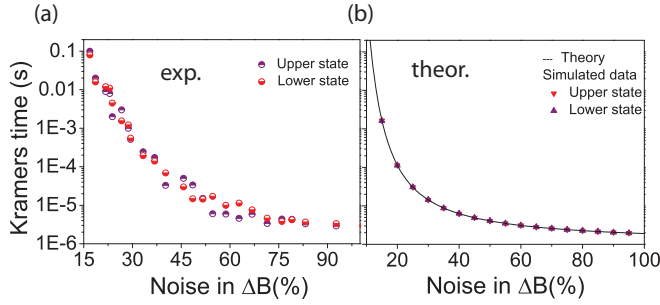 (a)
(b)
0.1
0.01
1E-3
1E-4
1E-5
1E-6
Kramers time (s)
exp.
Upper state
Lower state
15 30 45 60 75 90
Noise in ΔB(%)
theor.
--- Theory
Simulated data
Upper state
Lower state
20 40 60 80 100
Noise in ΔB(%)